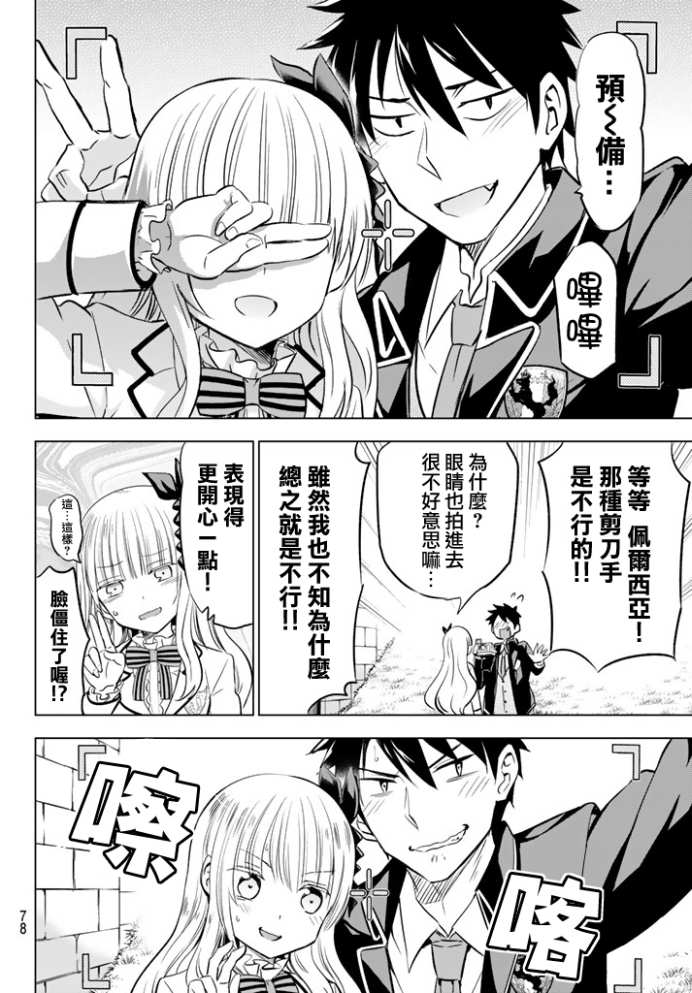 預～備…
嗶嗶
等等 佩爾西亞！
那種剪刀手
是不行的!!
為什麼？
眼睛也拍進去
很不好意思嘛…
雖然我也不知為什麼
總之就是不行!!
表現得
更開心一點！
這…這樣？
臉僵住了喔!?
喀
嚓
78